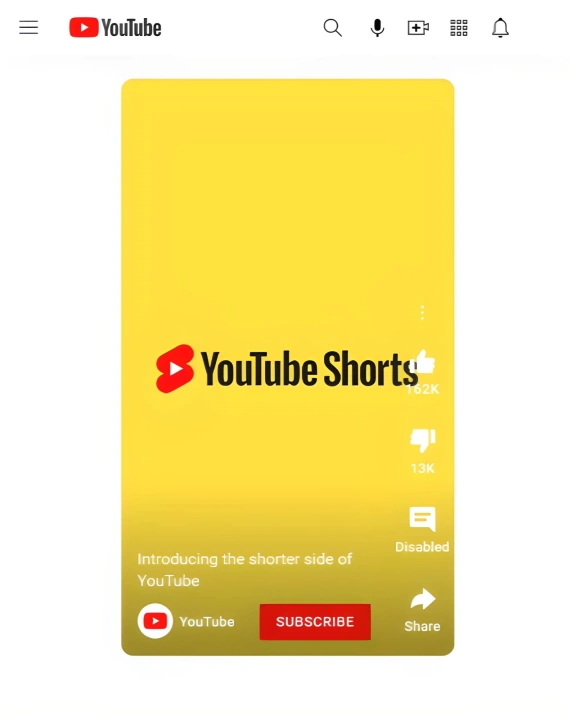 YouTube
YouTube Shorts
162K
13K
Disabled
Introducing the shorter side of
YouTube
YouTube
SUBSCRIBE
Share